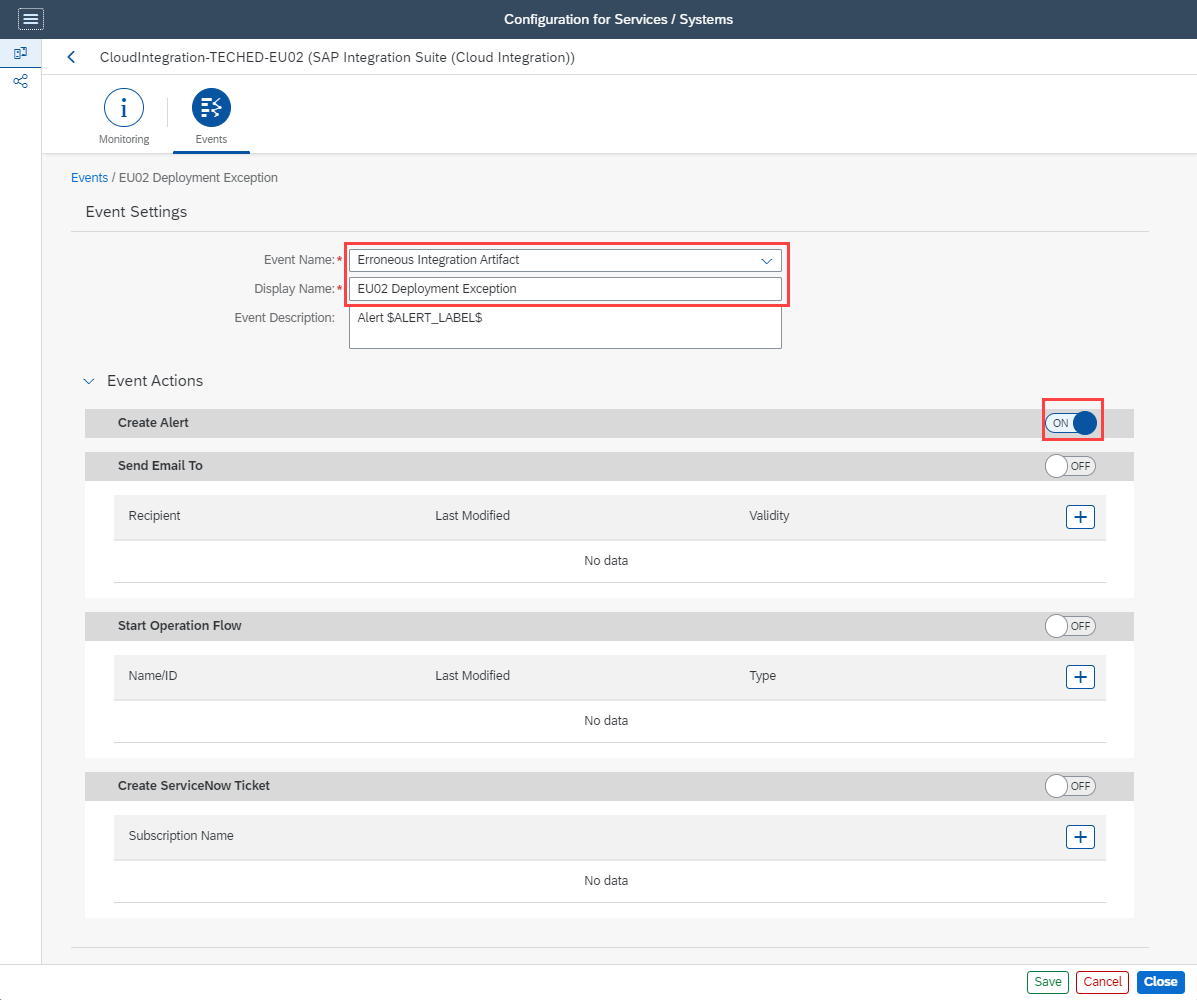 Configuration for Services / Systems
CloudIntegration-TECHED-EU02 (SAP Integration Suite (Cloud Integration))
Monitoring
Events
Events / EU02 Deployment Exception
Event Settings
Event Name:* Erroneous Integration Artifact
Display Name:* EU02 Deployment Exception
Event Description: Alert $ALERT_LABEL$
Event Actions
Create Alert ON
Send Email To OFF
Recipient Last Modified Validity
No data
Start Operation Flow OFF
Name/ID Last Modified Type
No data
Create ServiceNow Ticket OFF
Subscription Name
No data
Save Cancel Close